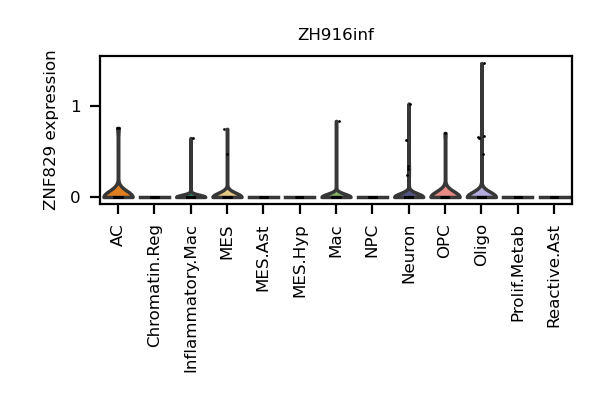 ZH916inf
ZNF829 expression
1
0
AC
Chromatin.Reg
Inflammatory.Mac
MES
MES.Ast
MES.Hyp
Mac
NPC
Neuron
OPC
Oligo
Prolif.Metab
Reactive.Ast